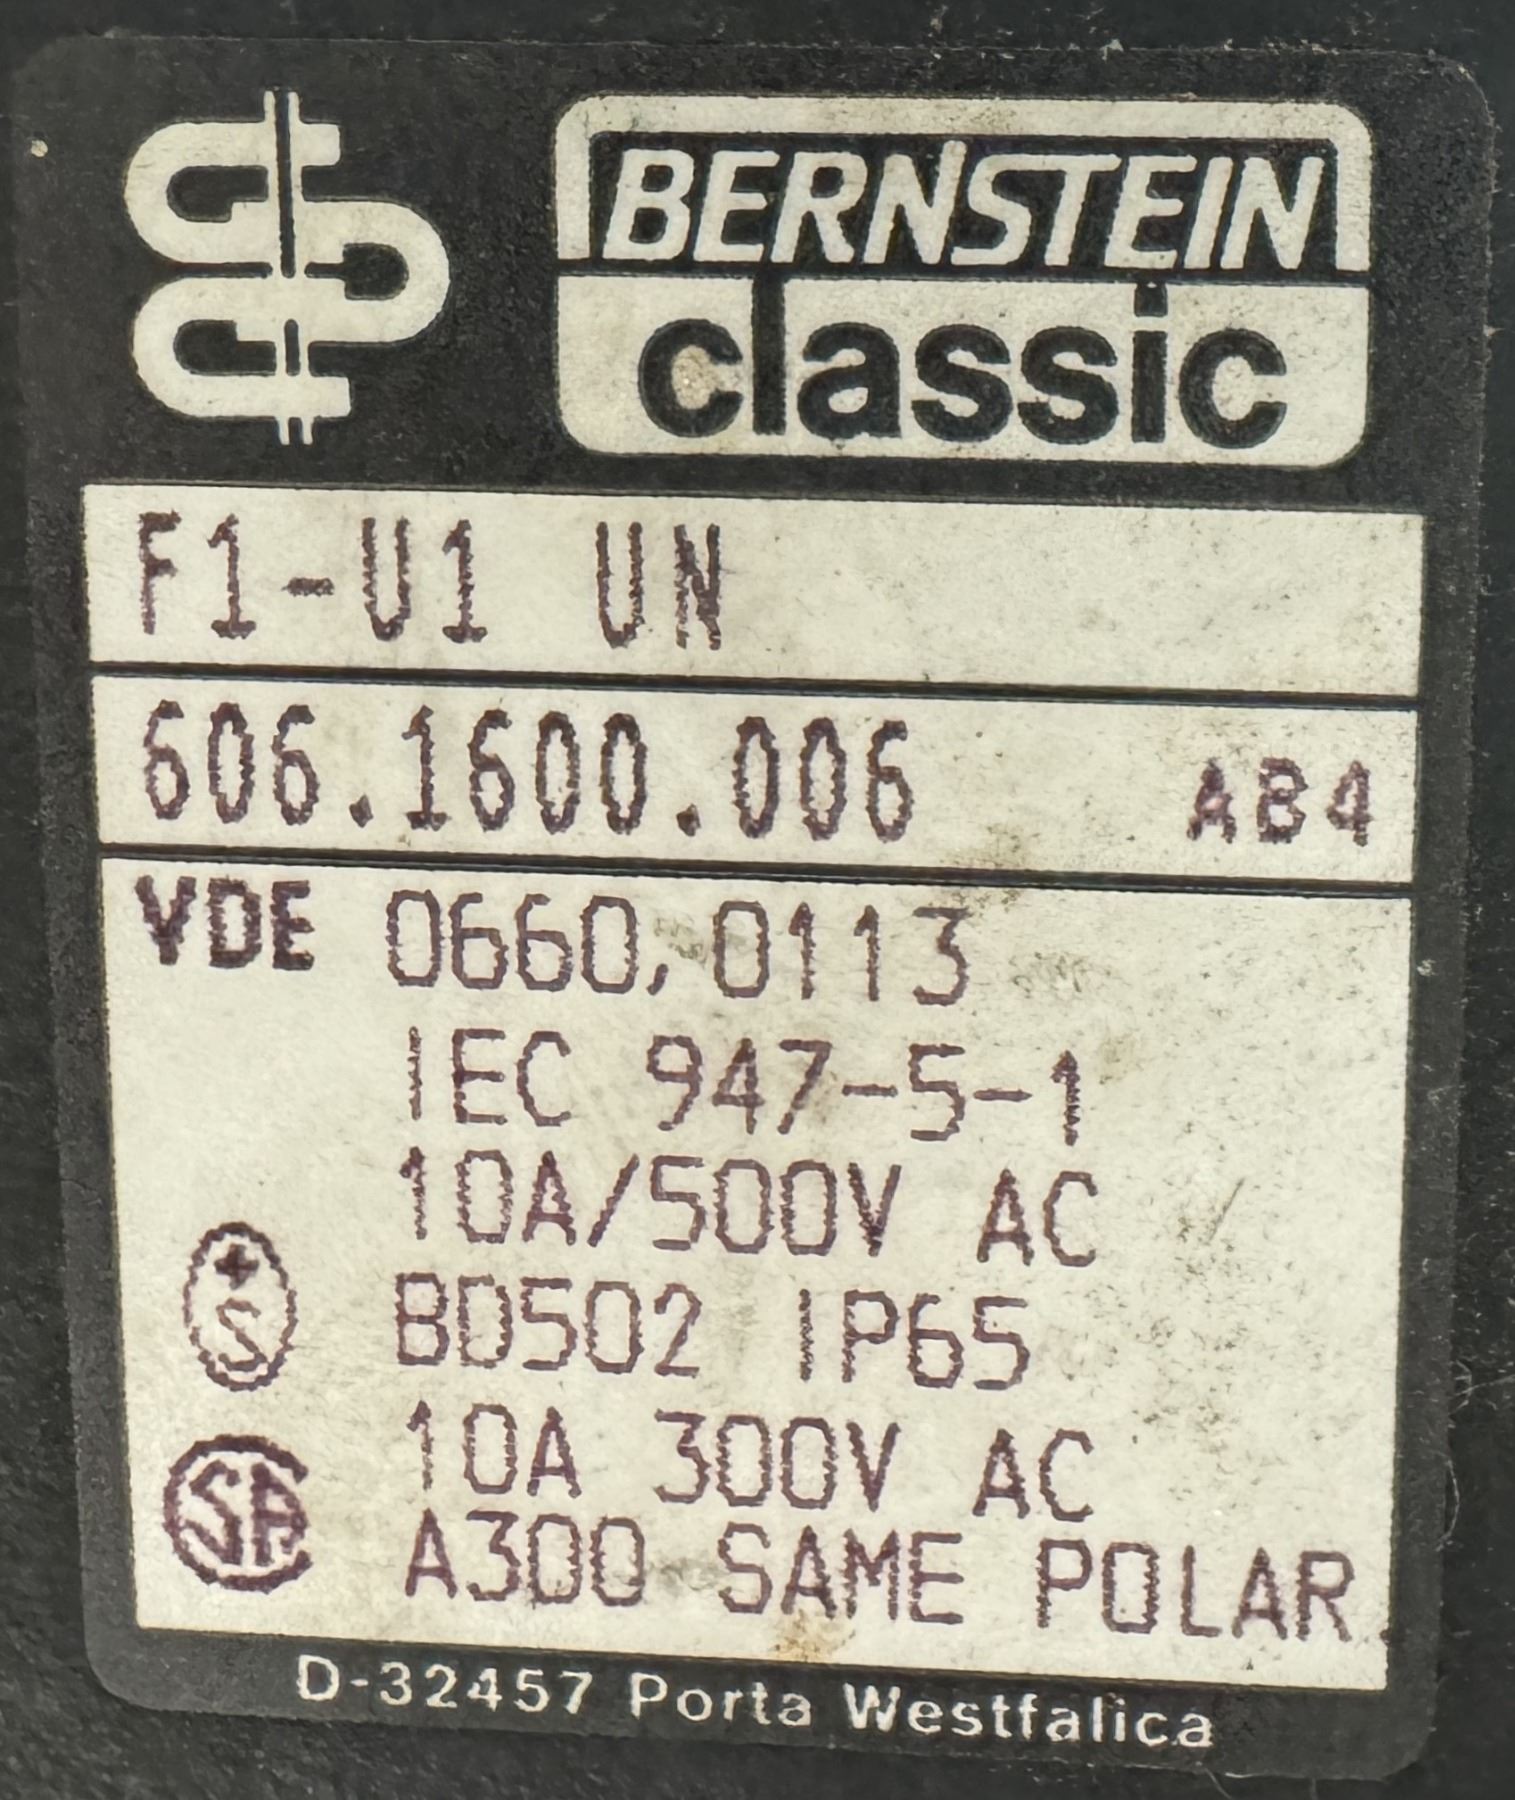 BERNSTEIN
classic
F1-U1 UN
606.1600.006 AB4
VDE 0660, 0113
IEC 947-5-1
10A/500V AC
+S BD502 IP65
10A 300V AC
SA A300 SAME POLAR.
D-32457 Porta Westfalica